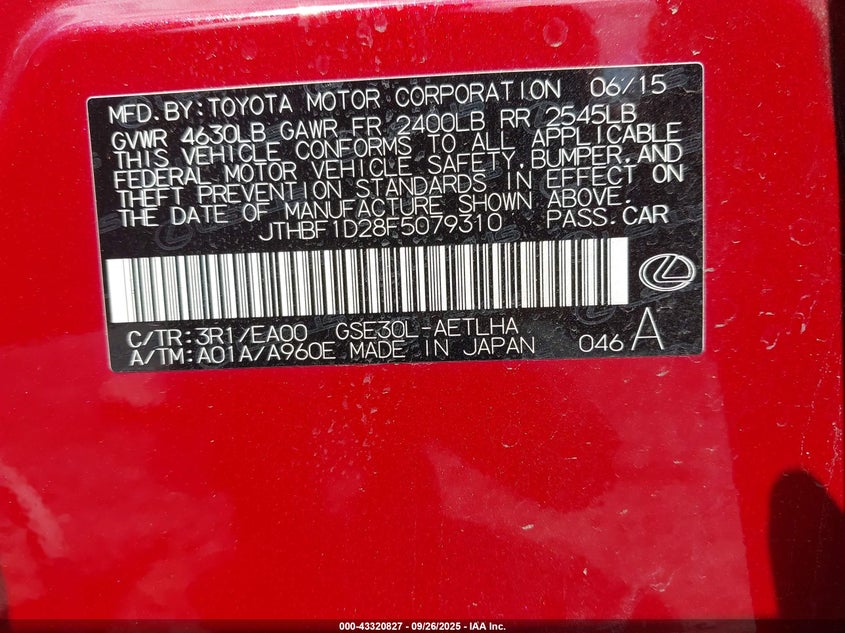 MFD. BY: TOYOTA MOTOR CORPORATION 06/15
GVWR 4630LB GAWR FR 2400LB RR 2545LB
THIS VEHICLE CONFORMS TO ALL APPLICABLE
FEDERAL MOTOR VEHICLE SAFETY, BUMPER, AND
THEFT PREVENTION STANDARDS IN EFFECT ON
THE DATE OF MANUFACTURE SHOWN ABOVE.
JTHBF1D28F5079310 PASS. CAR
C/TR: 3R1/EA00 GSE30L-AETLHA
A/TM: A01A/A960E MADE IN JAPAN 046 A
000-43320827 - 09/26/2025 - IAA Inc.